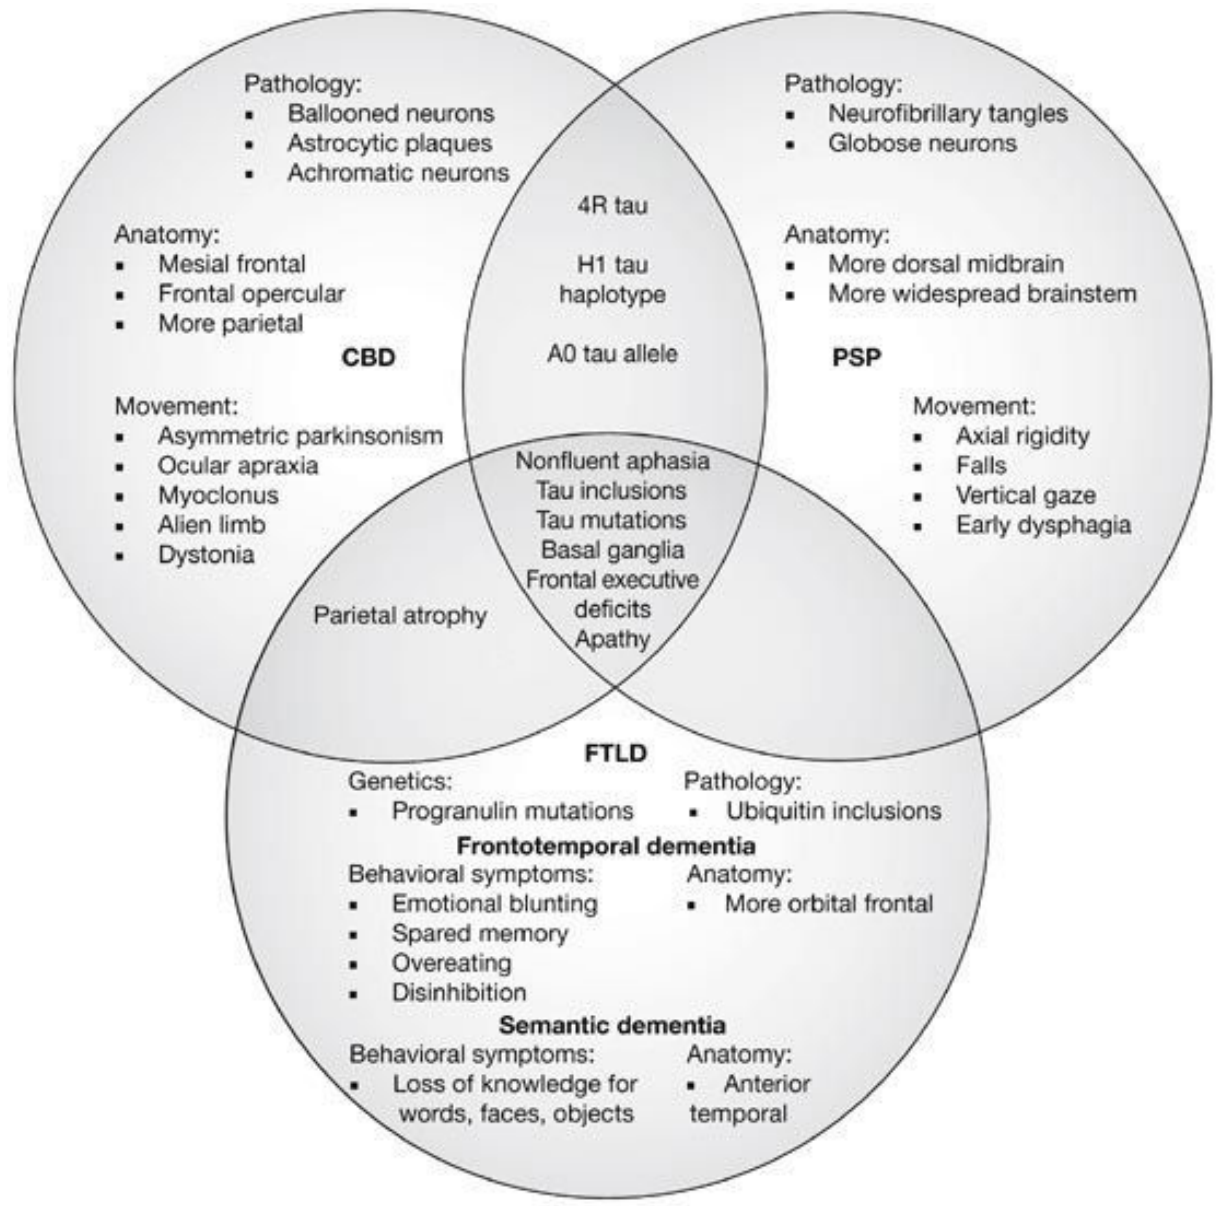 Pathology:
▪ Ballooned neurons
▪ Astrocytic plaques
▪ Achromatic neurons
Anatomy:
▪ Mesial frontal
▪ Frontal opercular
▪ More parietal
CBD
Movement:
▪ Asymmetric parkinsonism
▪ Ocular apraxia
▪ Myoclonus
▪ Alien limb
▪ Dystonia
4R tau
H1 tau
haplotype
A0 tau allele
Pathology:
▪ Neurofibrillary tangles
▪ Globose neurons
Anatomy:
▪ More dorsal midbrain
▪ More widespread brainstem
PSP
Movement:
▪ Axial rigidity
▪ Falls
▪ Vertical gaze
▪ Early dysphagia
Nonfluent aphasia
Tau inclusions
Tau mutations
Basal ganglia
Frontal executive
deficits
Apathy
Parietal atrophy
FTLD
Genetics:
▪ Progranulin mutations
Pathology:
▪ Ubiquitin inclusions
Frontotemporal dementia
Behavioral symptoms:
▪ Emotional blunting
▪ Spared memory
▪ Overeating
▪ Disinhibition
Anatomy:
▪ More orbital frontal
Semantic dementia
Behavioral symptoms:
▪ Loss of knowledge for
words, faces, objects
Anatomy:
▪ Anterior
temporal